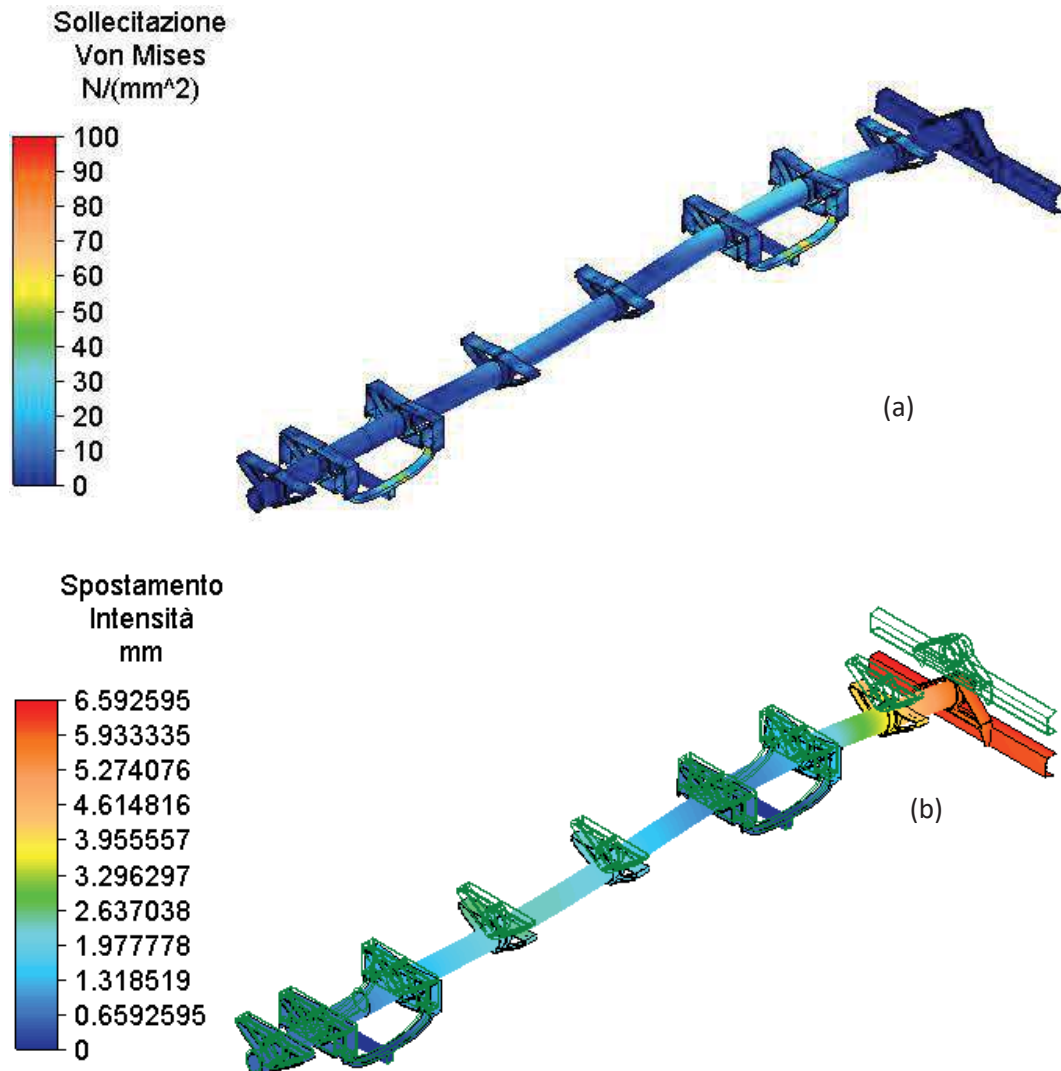 Sollecitazione
Von Mises
N/(mm^2)
100
90
80
70
60
50
40
30
20
10
0
(a)
Spostamento
Intensità
mm
6.592595
5.933335
5.274076
4.614816
3.955557
3.296297
2.637038
1.977778
1.318519
0.6592595
0
(b)